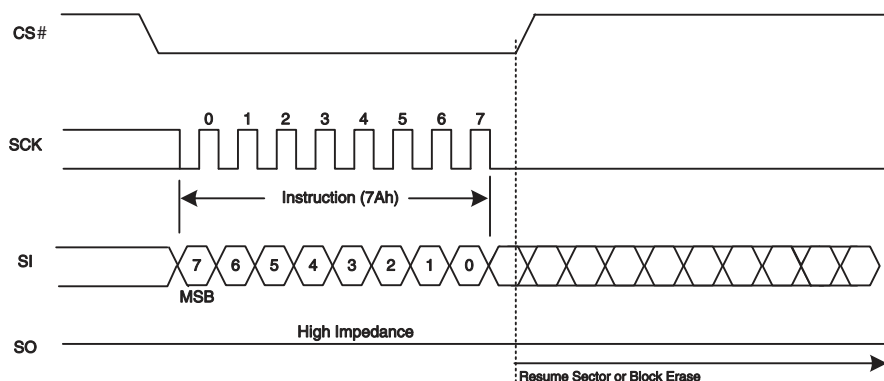 CS#
0 1 2 3 4 5 6 7
SCK
Instruction (7Ah)
SI
7 6 5 4 3 2 1 0
MSB
High Impedance
SO
Resume Sector or Block Erase